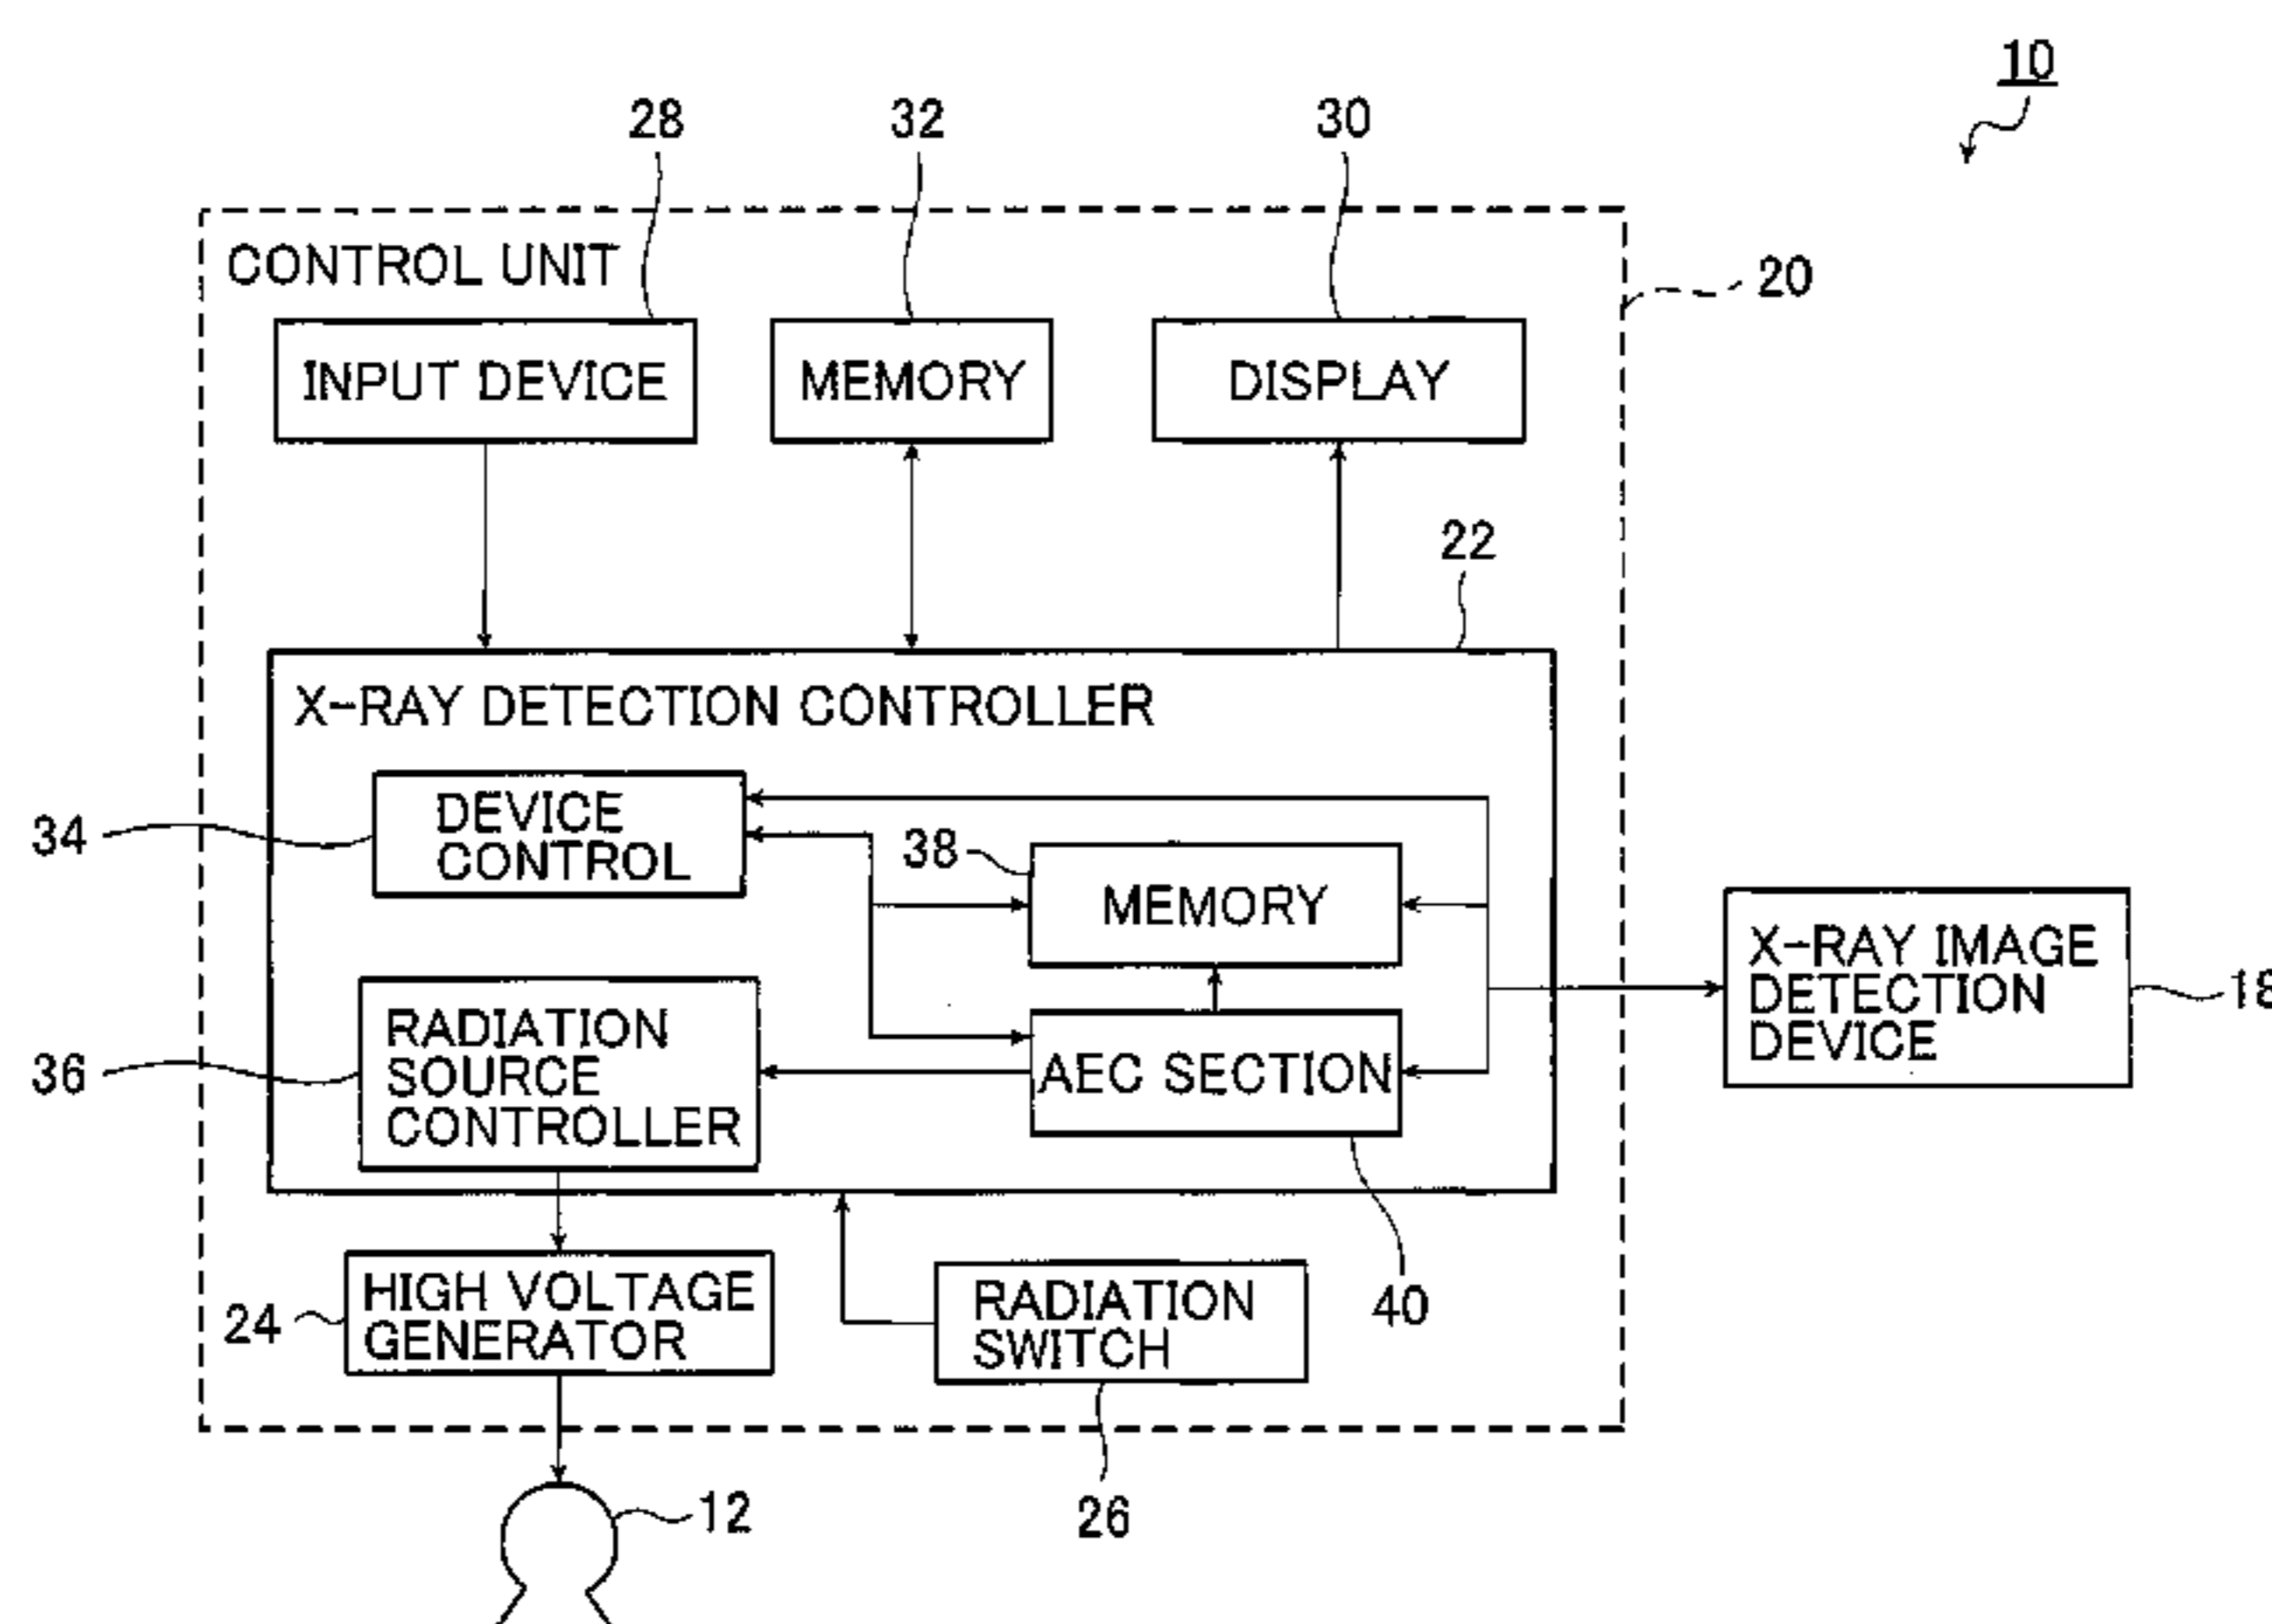 10
28
32
30
CONTROL UNIT
20
INPUT DEVICE
MEMORY
DISPLAY
22
X-RAY DETECTION CONTROLLER
34
DEVICE
CONTROL
38
MEMORY
X-RAY IMAGE
DETECTION
DEVICE
18
36
RADIATION
SOURCE
CONTROLLER
AEC SECTION
24
HIGH VOLTAGE
GENERATOR
RADIATION
SWITCH
40
12
26